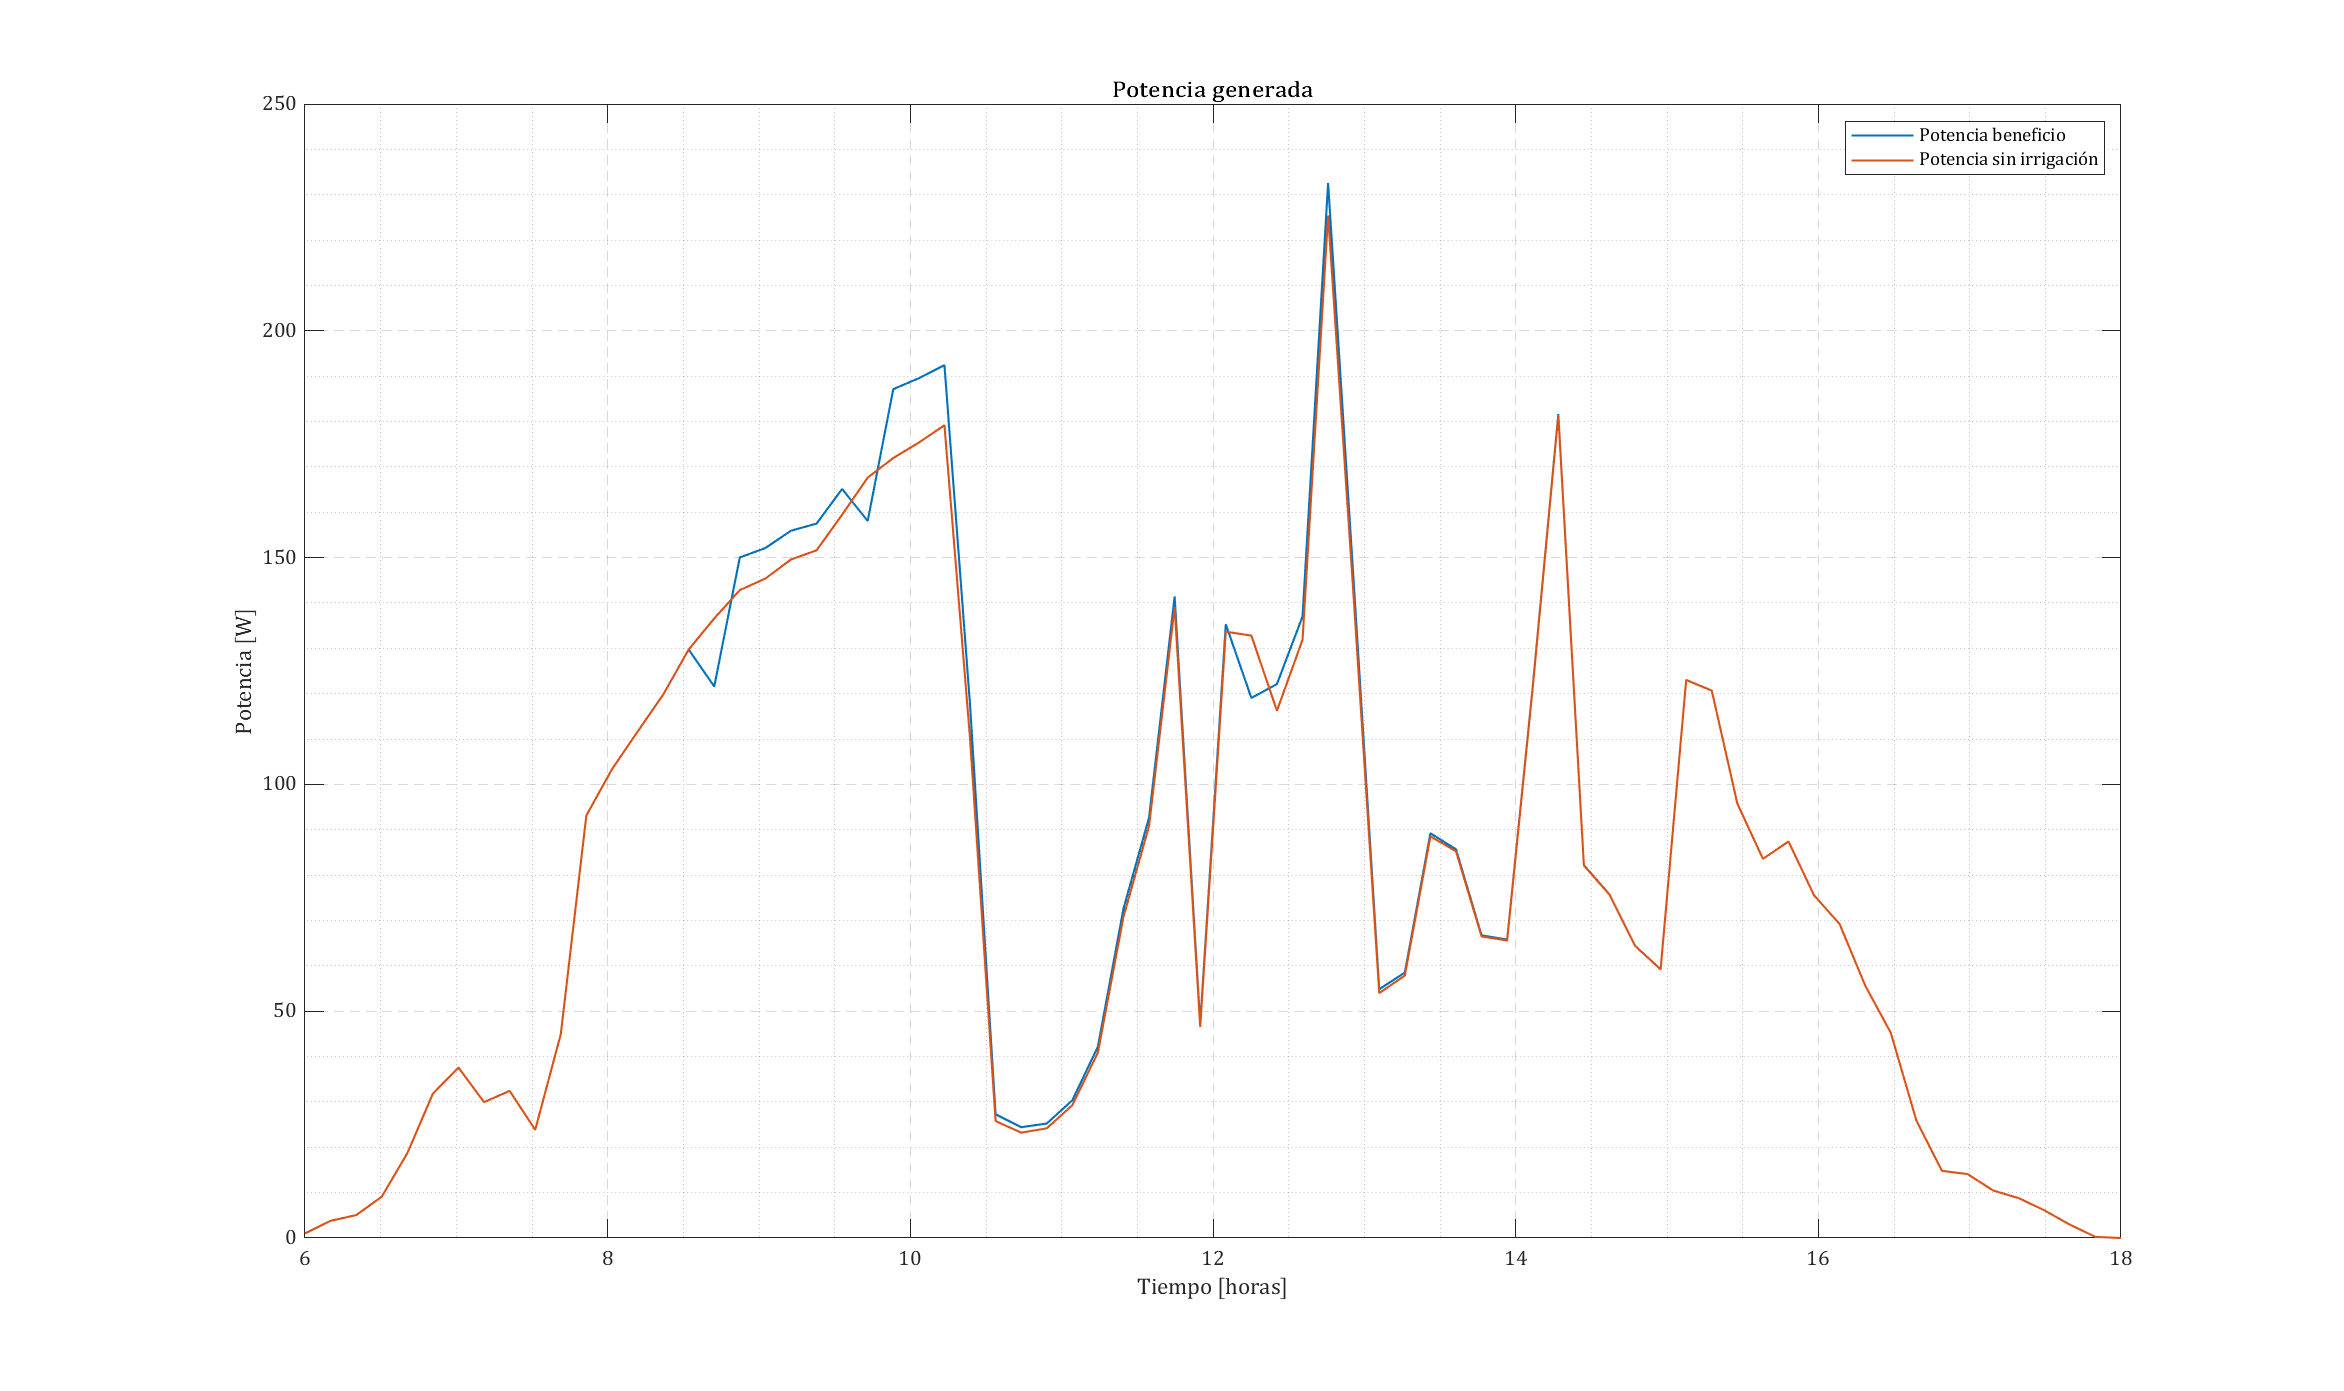 Potencia generada
250
200
150
100
50
0
Potencia [W]
6 8 10 12 14 16 18
Tiempo [horas]
Potencia beneficio
Potencia sin irrigación